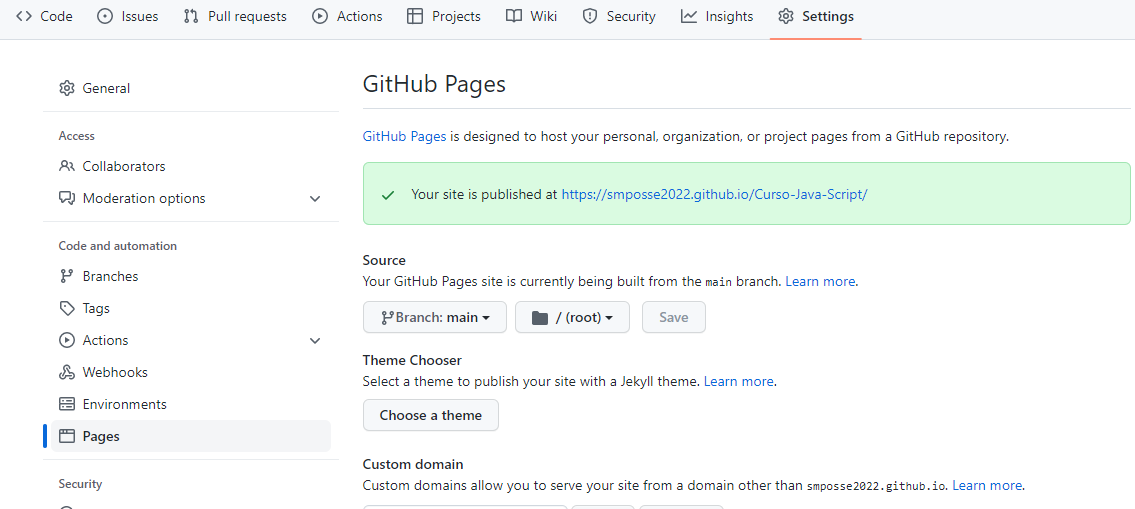 Code Issues Pull requests Actions Projects Wiki Security Insights Settings
General
Access
Collaborators
Moderation options
Code and automation
Branches
Tags
Actions
Webhooks
Environments
Pages
Security
GitHub Pages
GitHub Pages is designed to host your personal, organization, or project pages from a GitHub repository.
Your site is published at https://smposse2022.github.io/Curso-Java-Script/
Source
Your GitHub Pages site is currently being built from the main branch. Learn more.
Branch: main / (root) Save
Theme Chooser
Select a theme to publish your site with a Jekyll theme. Learn more.
Choose a theme
Custom domain
Custom domains allow you to serve your site from a domain other than smposse2022.github.io. Learn more.